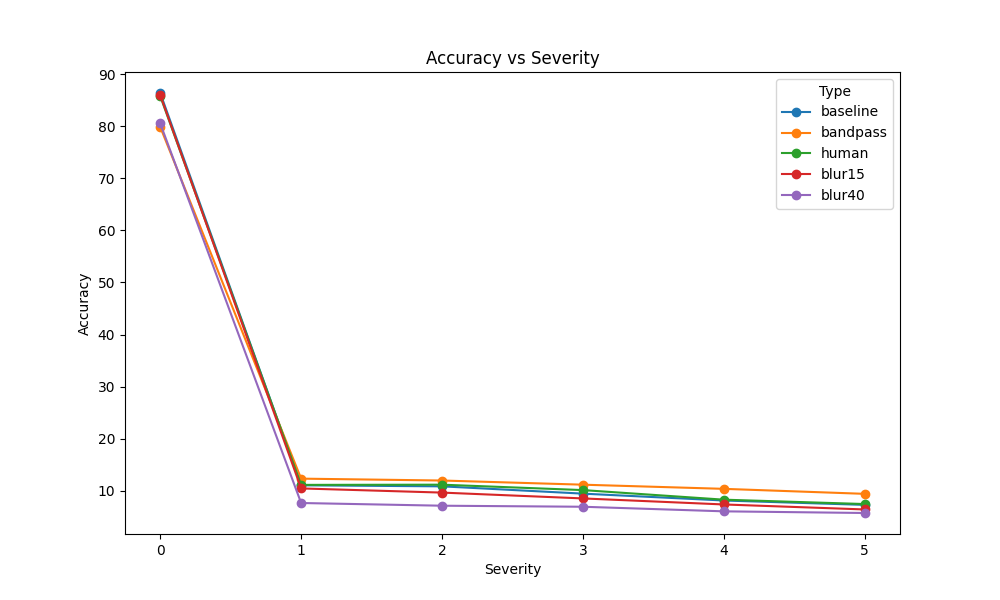 Accuracy vs Severity
90
80
70
60
50
40
30
20
10
Accuracy
Type
baseline
bandpass
human
blur15
blur40
0 1 2 3 4 5
Severity